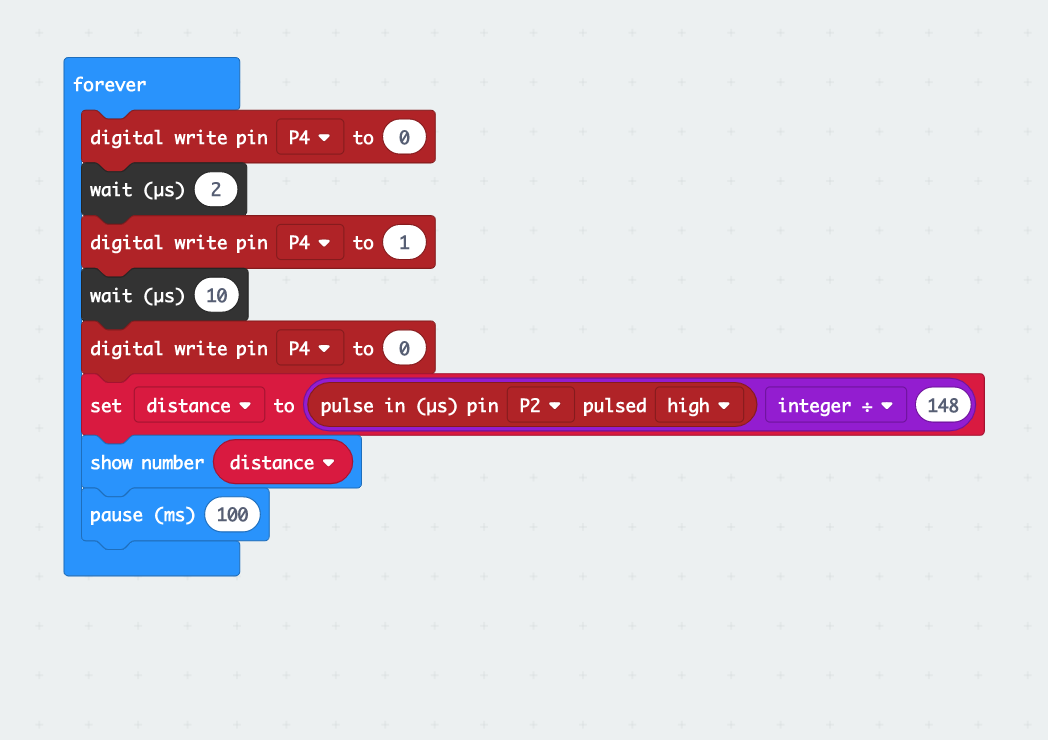 forever
digital write pin P4 to 0
wait (µs) 2
digital write pin P4 to 1
wait (µs) 10
digital write pin P4 to 0
set distance to pulse in (µs) pin P2 pulsed high integer ÷ 148
show number distance
pause (ms) 100